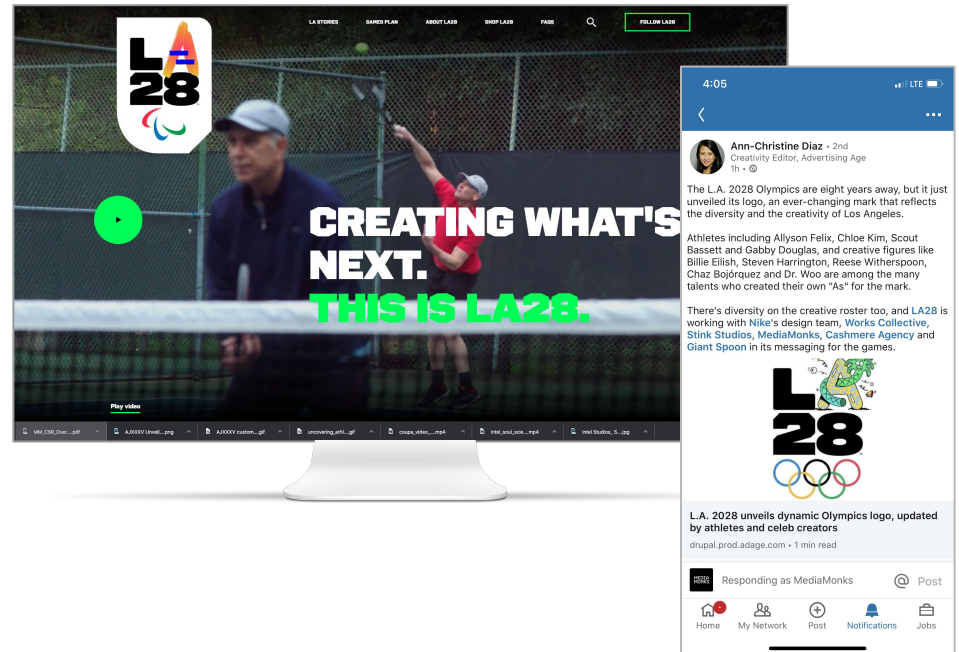 LA STORIES
GAMES PLAN
ABOUT LA28
SHOP LA28
FAQS
FOLLOW LA28
LA
28
CREATING WHAT'S
NEXT.
THIS IS LA28.
Play video
MM_CSR_Over....pdf
AJXXXV Unveil....png
AJXXXV custom....gif
uncovering_athl....gif
coupa_video_....mp4
intel_soul_scie....mp4
Intel Studios_ S....jpg
4:05
LTE
Ann-Christine Diaz • 2nd
Creativity Editor, Advertising Age
1h •
The L.A. 2028 Olympics are eight years away, but it just
unveiled its logo, an ever-changing mark that reflects
the diversity and the creativity of Los Angeles.
Athletes including Allyson Felix, Chloe Kim, Scout
Bassett and Gabby Douglas, and creative figures like
Billie Eilish, Steven Harrington, Reese Witherspoon,
Chaz Bojórquez and Dr. Woo are among the many
talents who created their own "As" for the mark.
There's diversity on the creative roster too, and LA28 is
working with Nike's design team, Works Collective,
Stink Studios, MediaMonks, Cashmere Agency and
Giant Spoon in its messaging for the games.
LA
28
L.A. 2028 unveils dynamic Olympics logo, updated
by athletes and celeb creators
drupal.prod.adage.com • 1 min read
MEDIA
MONKS
Responding as MediaMonks
@ Post
Home
My Network
Post
Notifications
Jobs